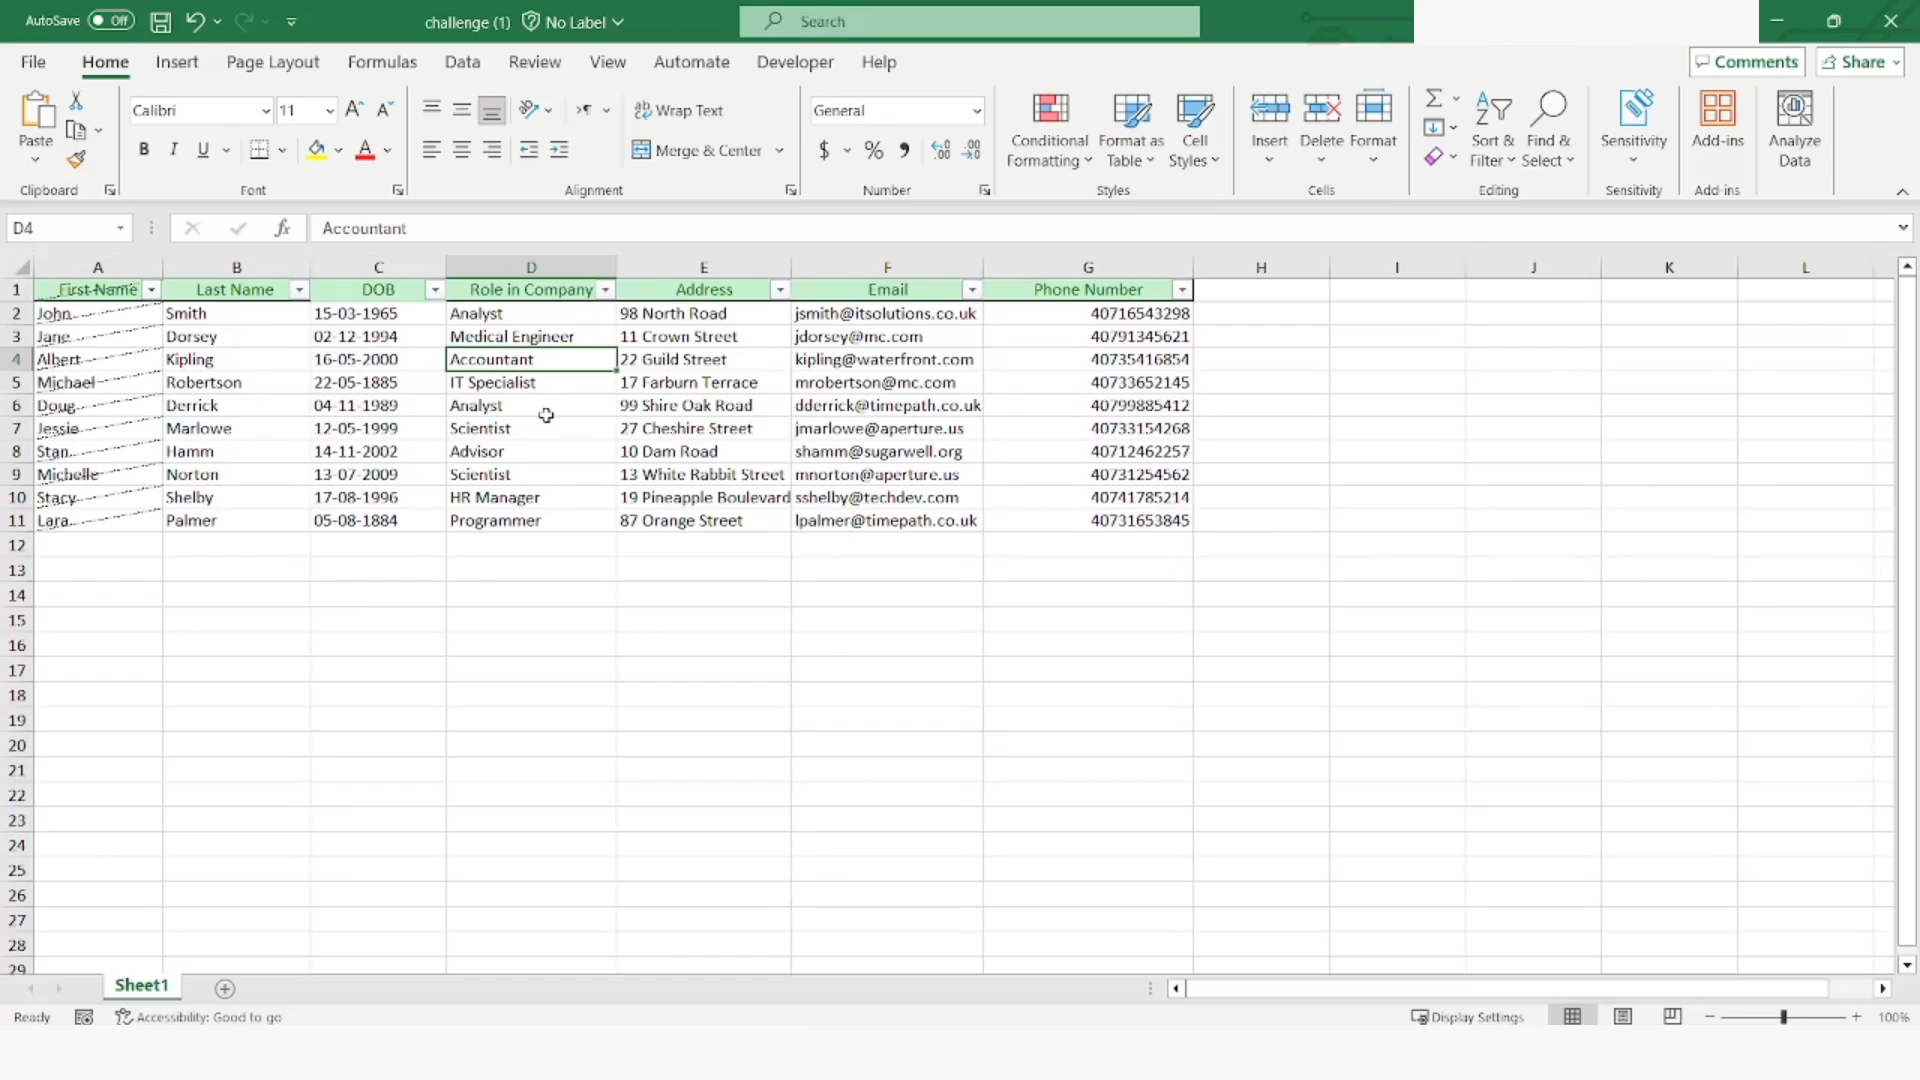 AutoSave Off challenge (1) No Label Search
File Home Insert Page Layout Formulas Data Review View Automate Developer Help Comments Share
Paste Calibri 11 Wrap Text General Conditional Formatting Format as Table Cell Styles Insert Delete Format Sort & Filter Find & Select Sensitivity Add-ins Analyze Data
B I U Merge & Center $ %
Clipboard Font Alignment Number Styles Cells Editing Sensitivity Add-ins
D4 fx Accountant
A B C D E F G H I J K L
1 First Name Last Name DOB Role in Company Address Email Phone Number
2 John Smith 15-03-1965 Analyst 98 North Road jsmith@itsolutions.co.uk 40716543298
3 Jane Dorsey 02-12-1994 Medical Engineer 11 Crown Street jdorsey@mc.com 40791345621
4 Albert Kipling 16-05-2000 Accountant 22 Guild Street kipling@waterfront.com 40735416854
5 Michael Robertson 22-05-1885 IT Specialist 17 Farburn Terrace mrobertson@mc.com 40733652145
6 Doug Derrick 04-11-1989 Analyst 99 Shire Oak Road dderrick@timepath.co.uk 40799885412
7 Jessie Marlowe 12-05-1999 Scientist 27 Cheshire Street jmarlowe@aperture.us 40733154268
8 Stan Hamm 14-11-2002 Advisor 10 Dam Road shamm@sugarwell.org 40712462257
9 Michelle Norton 13-07-2009 Scientist 13 White Rabbit Street mnorton@aperture.us 40731254562
10 Stacy Shelby 17-08-1996 HR Manager 19 Pineapple Boulevard sshelby@techdev.com 40741785214
11 Lara Palmer 05-08-1884 Programmer 87 Orange Street lpalmer@timepath.co.uk 40731653845
12
13
14
15
16
17
18
19
20
21
22
23
24
25
26
27
28
29
Sheet1
Ready Accessibility: Good to go Display Settings 100%